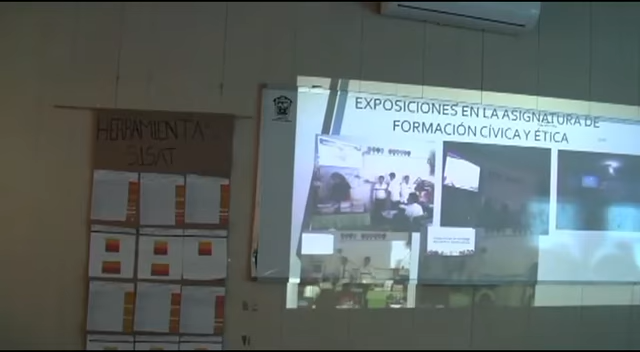 EXPOSICIONES EN LA ASIGNATURA DE
FORMACIÓN CÍVICA Y ÉTICA
HERRAMIENTA
SISAT